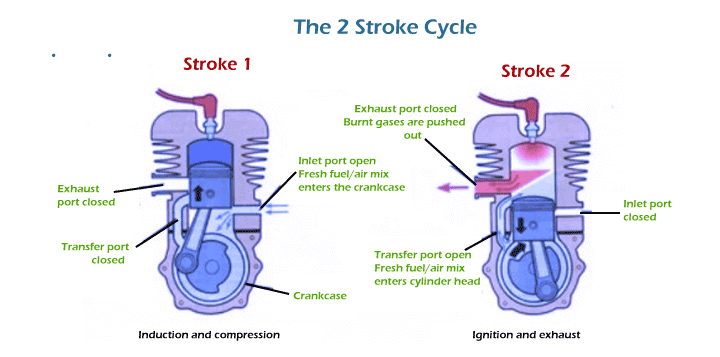 The 2 Stroke Cycle
Stroke 1
Stroke 2
Exhaust port closed
Burnt gases are pushed
out
Inlet port open
Fresh fuel/air mix
enters the crankcase
Exhaust
port closed
Inlet port
closed
Transfer port
closed
Transfer port open
Fresh fuel/air mix
enters cylinder head
Crankcase
Induction and compression
Ignition and exhaust